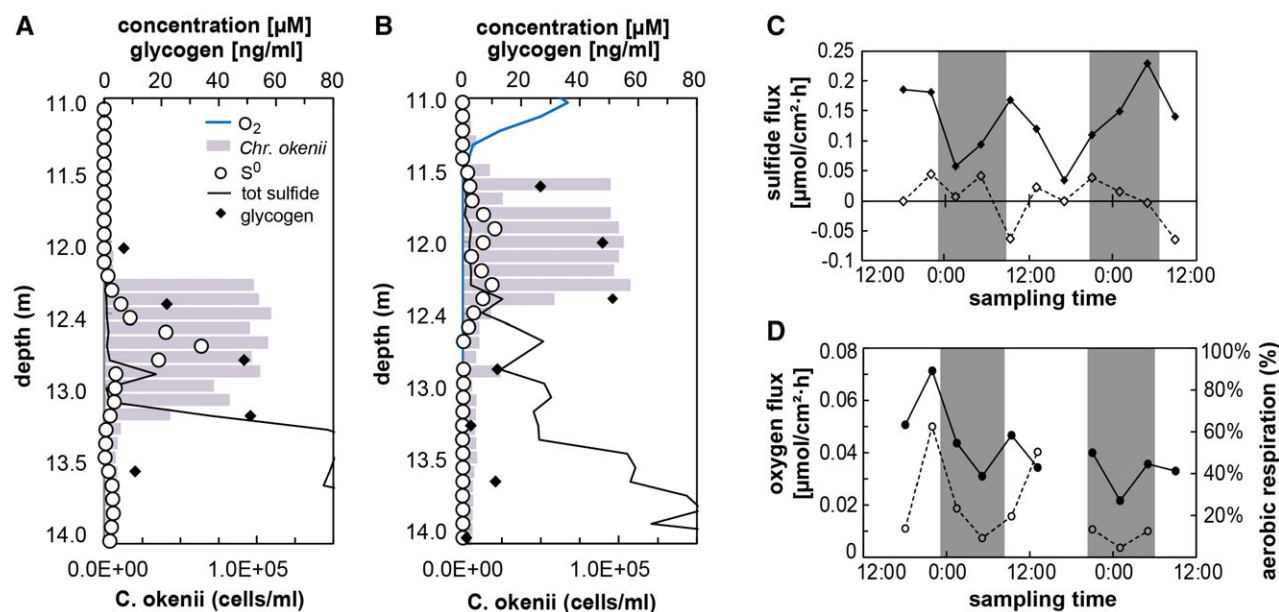 A
concentration [µM]
glycogen [ng/ml]
0 20 40 60 80
11.0
11.5
12.0
12.4
13.0
13.5
14.0
depth (m)
O₂
Chr. okenii
S⁰
tot sulfide
glycogen
0.0E+00 1.0E+05
C. okenii (cells/ml)
B
concentration [µM]
glycogen [ng/ml]
0 20 40 60 80
11.0
11.5
12.0
12.4
13.0
13.5
14.0
depth (m)
0.0E+00 1.0E+05
C. okenii (cells/ml)
C
0.25
0.2
0.15
0.1
0.05
0
-0.05
-0.1
sulfide flux
[µmol/cm²·h]
12:00 0:00 12:00 0:00 12:00
sampling time
D
0.08
0.06
0.04
0.02
0
oxygen flux
[µmol/cm²·h]
100%
80%
60%
40%
20%
aerobic respiration (%)
12:00 0:00 12:00 0:00 12:00
sampling time